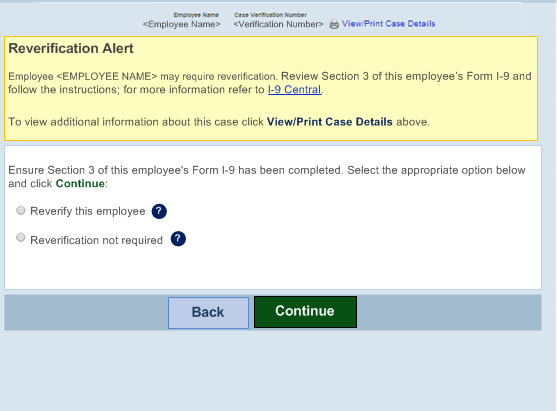 Employee Name Case Verification Number
<Employee Name> <Verification Number> View/Print Case Details
Reverification Alert
Employee <EMPLOYEE NAME> may require reverification. Review Section 3 of this employee's Form I-9 and
follow the instructions; for more information refer to I-9 Central.
To view additional information about this case click View/Print Case Details above.
Ensure Section 3 of this employee's Form I-9 has been completed. Select the appropriate option below
and click Continue:
Reverify this employee ?
Reverification not required ?
Back Continue